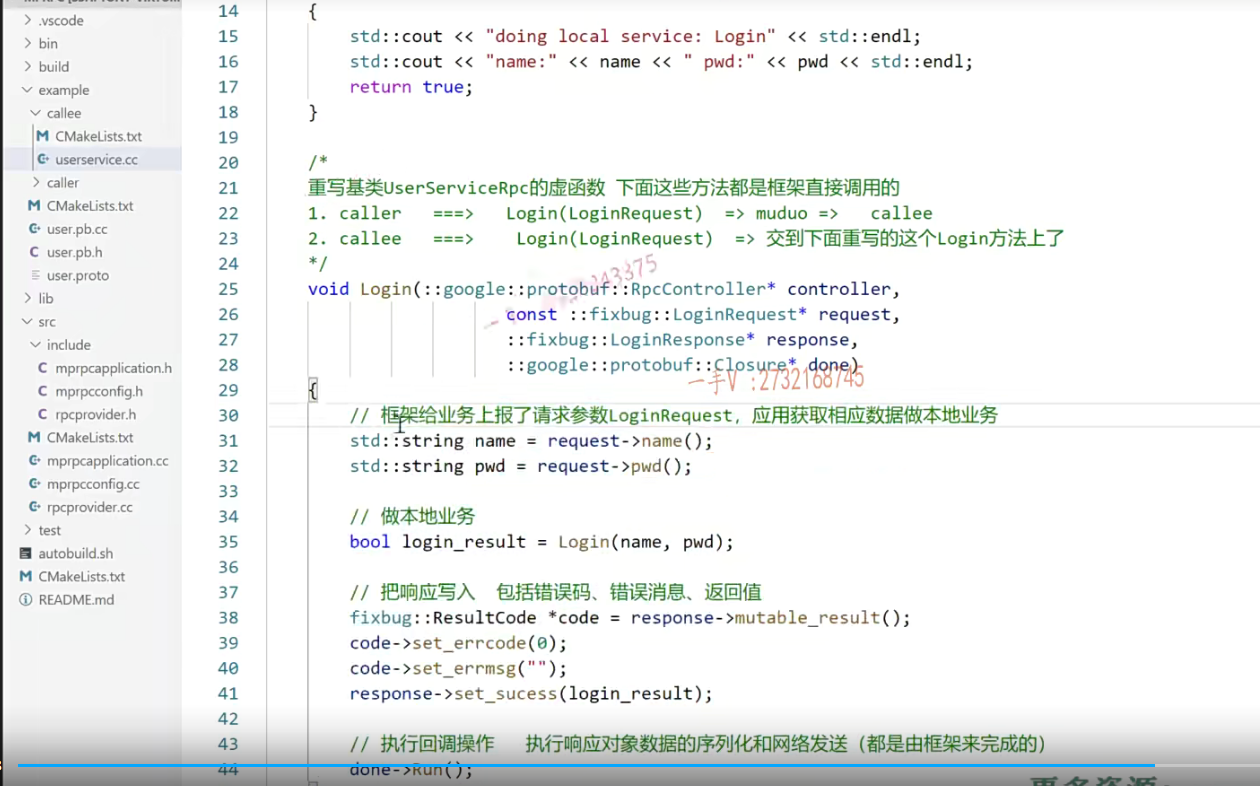 .vscode
bin
build
example
callee
CMakeLists.txt
userservice.cc
caller
CMakeLists.txt
user.pb.cc
user.pb.h
user.proto
lib
src
include
mprpcapplication.h
mprpcconfig.h
rpcprovider.h
CMakeLists.txt
mprpcapplication.cc
mprpcconfig.cc
rpcprovider.cc
test
autobuild.sh
CMakeLists.txt
README.md
14 {
15 std::cout << "doing local service: Login" << std::endl;
16 std::cout << "name:" << name << " pwd:" << pwd << std::endl;
17 return true;
18 }
19
20 /*
21 重写基类UserServiceRpc的虚函数 下面这些方法都是框架直接调用的
22 1. caller ===> Login(LoginRequest) => muduo => callee
23 2. callee ===> Login(LoginRequest) => 交到下面重写的这个Login方法上了
24 */
25 void Login(::google::protobuf::RpcController* controller,
26 const ::fixbug::LoginRequest* request,
27 ::fixbug::LoginResponse* response,
28 ::google::protobuf::Closure* done)
一手V :2732168745
29 {
30 // 框架给业务上报了请求参数LoginRequest，应用获取相应数据做本地业务
31 std::string name = request->name();
32 std::string pwd = request->pwd();
33
34 // 做本地业务
35 bool login_result = Login(name, pwd);
36
37 // 把响应写入 包括错误码、错误消息、返回值
38 fixbug::ResultCode *code = response->mutable_result();
39 code->set_errcode(0);
40 code->set_errmsg("");
41 response->set_sucess(login_result);
42
43 // 执行回调操作 执行响应对象数据的序列化和网络发送（都是由框架来完成的）
44 done->Run();